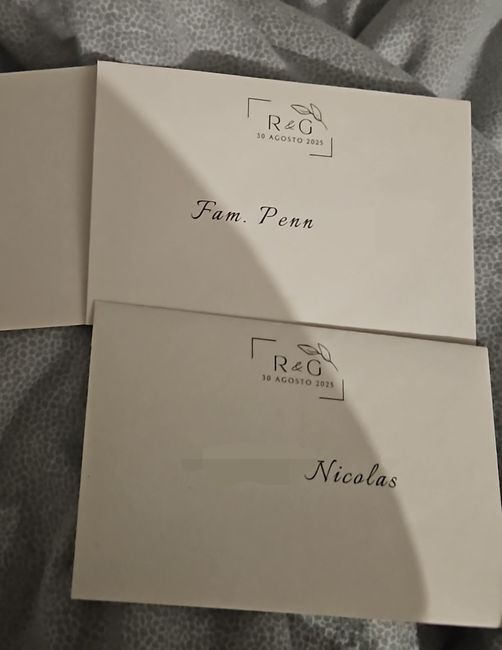 R&G
30 AGOSTO 2025
Fam. Penn
R&G
30 AGOSTO 2025
Nicolas